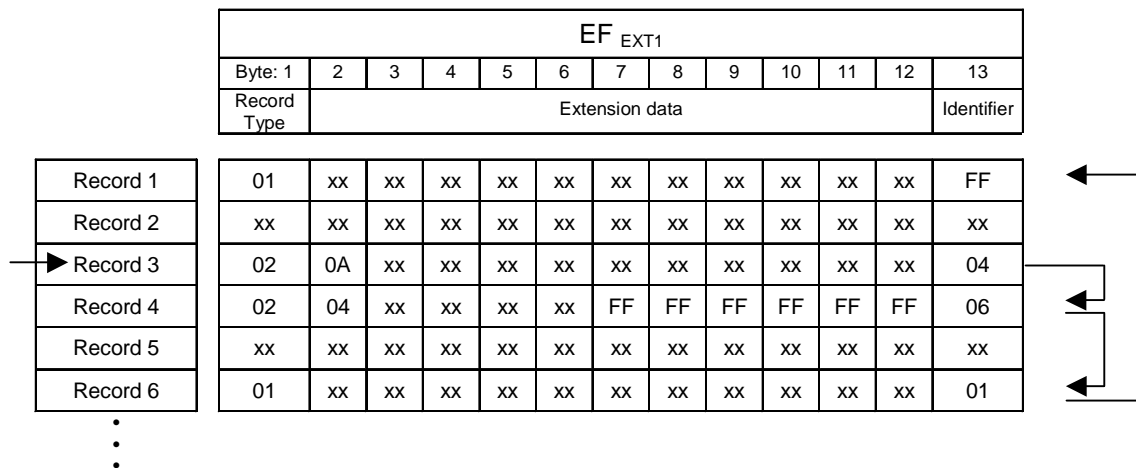 EF EXT1
Byte: 1 2 3 4 5 6 7 8 9 10 11 12 13
Record Type Extension data Identifier
Record 1 01 xx xx xx xx xx xx xx xx xx xx xx FF
Record 2 xx xx xx xx xx xx xx xx xx xx xx xx xx
Record 3 02 0A xx xx xx xx xx xx xx xx xx xx 04
Record 4 02 04 xx xx xx xx FF FF FF FF FF FF 06
Record 5 xx xx xx xx xx xx xx xx xx xx xx xx xx
Record 6 01 xx xx xx xx xx xx xx xx xx xx xx 01